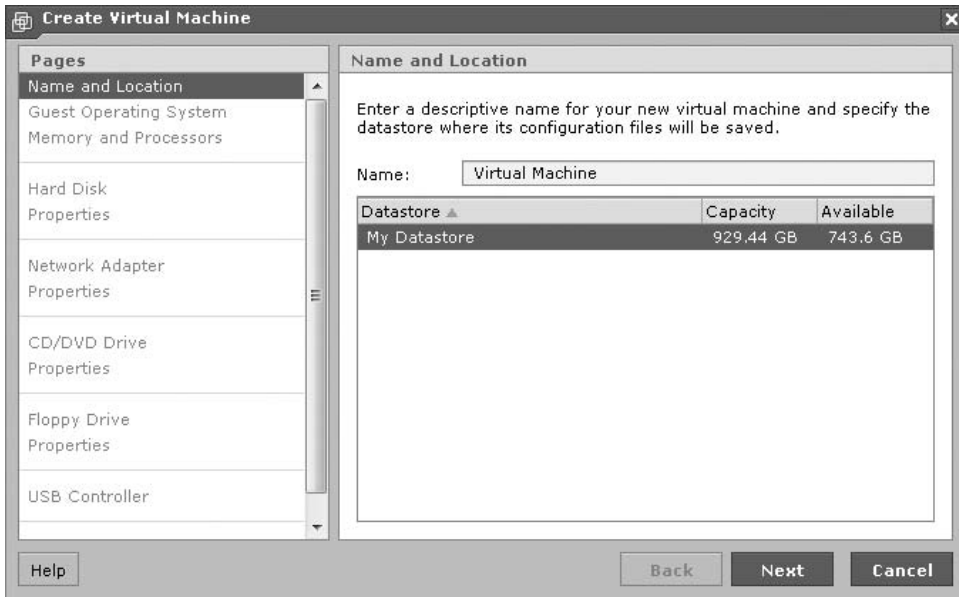 Create Virtual Machine
Pages
Name and Location
Guest Operating System
Memory and Processors
Hard Disk
Properties
Network Adapter
Properties
CD/DVD Drive
Properties
Floppy Drive
Properties
USB Controller
Name and Location
Enter a descriptive name for your new virtual machine and specify the
datastore where its configuration files will be saved.
Name: Virtual Machine
Datastore Capacity Available
My Datastore 929.44 GB 743.6 GB
Help Back Next Cancel